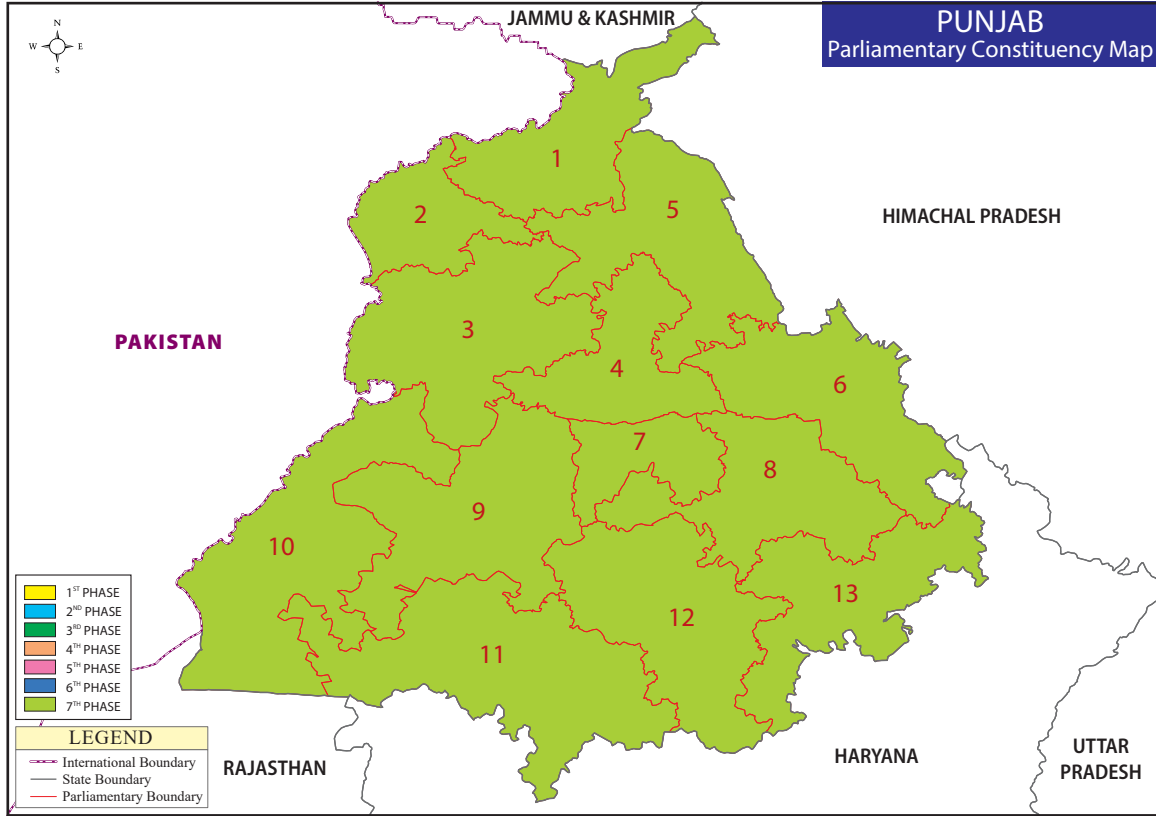 JAMMU & KASHMIR
PUNJAB
Parliamentary Constituency Map
N
W E
S
1
2
5
HIMACHAL PRADESH
3
PAKISTAN
4
6
7
8
9
10
11
12
13
1ST PHASE
2ND PHASE
3RD PHASE
4TH PHASE
5TH PHASE
6TH PHASE
7TH PHASE
LEGEND
International Boundary
State Boundary
Parliamentary Boundary
RAJASTHAN
HARYANA
UTTAR
PRADESH